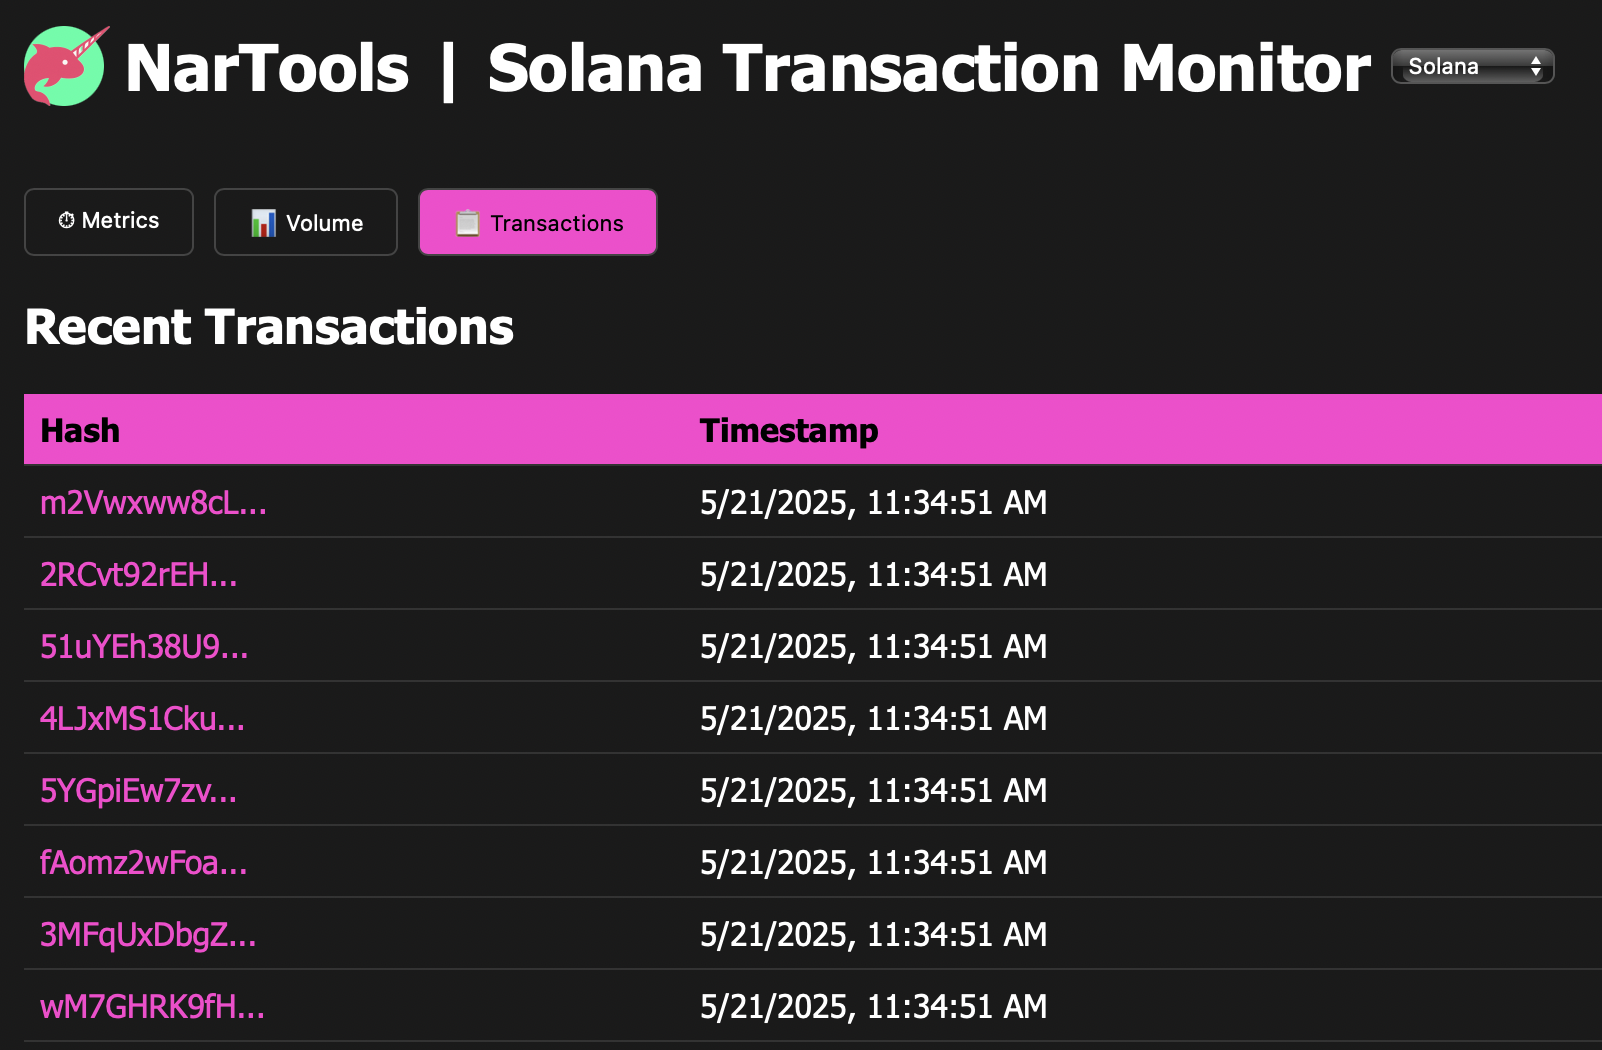 NarTools | Solana Transaction Monitor Solana
⏱ Metrics 📊 Volume 📋 Transactions
Recent Transactions
Hash Timestamp
m2Vwxww8cL... 5/21/2025, 11:34:51 AM
2RCvt92rEH... 5/21/2025, 11:34:51 AM
51uYEh38U9... 5/21/2025, 11:34:51 AM
4LJxMS1Cku... 5/21/2025, 11:34:51 AM
5YGpiEw7zv... 5/21/2025, 11:34:51 AM
fAomz2wFoa... 5/21/2025, 11:34:51 AM
3MFqUxDbgZ... 5/21/2025, 11:34:51 AM
wM7GHRK9fH... 5/21/2025, 11:34:51 AM